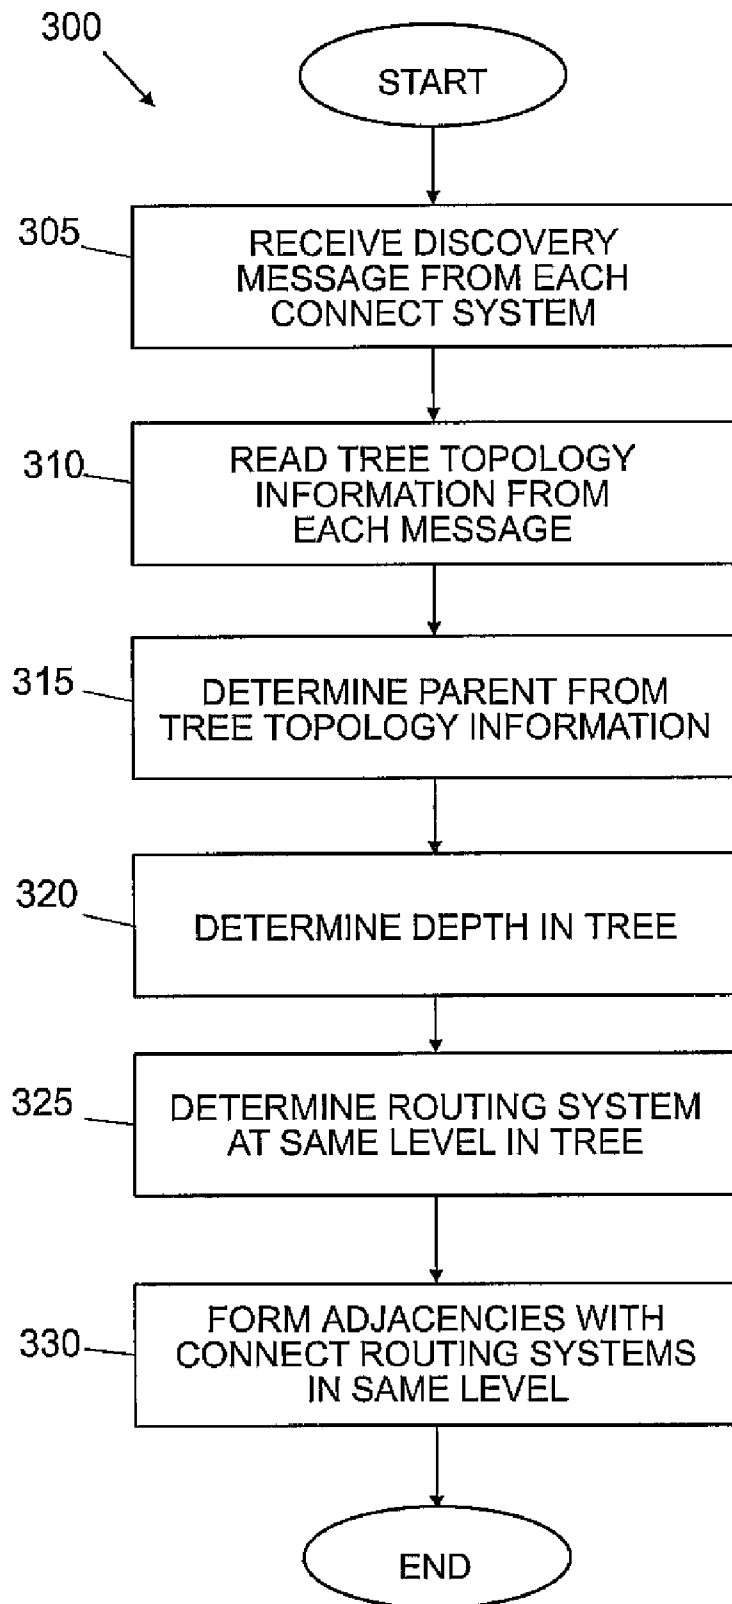 300
START
305
RECEIVE DISCOVERY
MESSAGE FROM EACH
CONNECT SYSTEM
310
READ TREE TOPOLOGY
INFORMATION FROM
EACH MESSAGE
315
DETERMINE PARENT FROM
TREE TOPOLOGY INFORMATION
320
DETERMINE DEPTH IN TREE
325
DETERMINE ROUTING SYSTEM
AT SAME LEVEL IN TREE
330
FORM ADJACENCIES WITH
CONNECT ROUTING SYSTEMS
IN SAME LEVEL
END